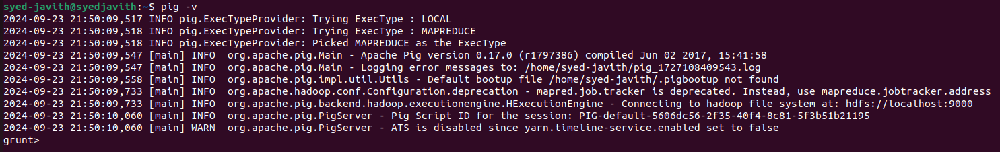 syed-javith@syedjavith:~$ pig -v
2024-09-23 21:50:09,517 INFO pig.ExecTypeProvider: Trying ExecType : LOCAL
2024-09-23 21:50:09,518 INFO pig.ExecTypeProvider: Trying ExecType : MAPREDUCE
2024-09-23 21:50:09,518 INFO pig.ExecTypeProvider: Picked MAPREDUCE as the ExecType
2024-09-23 21:50:09,547 [main] INFO  org.apache.pig.Main - Apache Pig version 0.17.0 (r1797386) compiled Jun 02 2017, 15:41:58
2024-09-23 21:50:09,547 [main] INFO  org.apache.pig.Main - Logging error messages to: /home/syed-javith/pig_1727108409543.log
2024-09-23 21:50:09,558 [main] INFO  org.apache.pig.impl.util.Utils - Default bootup file /home/syed-javith/.pigbootup not found
2024-09-23 21:50:09,733 [main] INFO  org.apache.hadoop.conf.Configuration.deprecation - mapred.job.tracker is deprecated. Instead, use mapreduce.jobtracker.address
2024-09-23 21:50:09,733 [main] INFO  org.apache.pig.backend.hadoop.executionengine.HExecutionEngine - Connecting to hadoop file system at: hdfs://localhost:9000
2024-09-23 21:50:10,060 [main] INFO  org.apache.pig.PigServer - Pig Script ID for the session: PIG-default-5606dc56-2f35-40f4-8c81-5f3b51b21195
2024-09-23 21:50:10,060 [main] WARN  org.apache.pig.PigServer - ATS is disabled since yarn.timeline-service.enabled set to false
grunt>